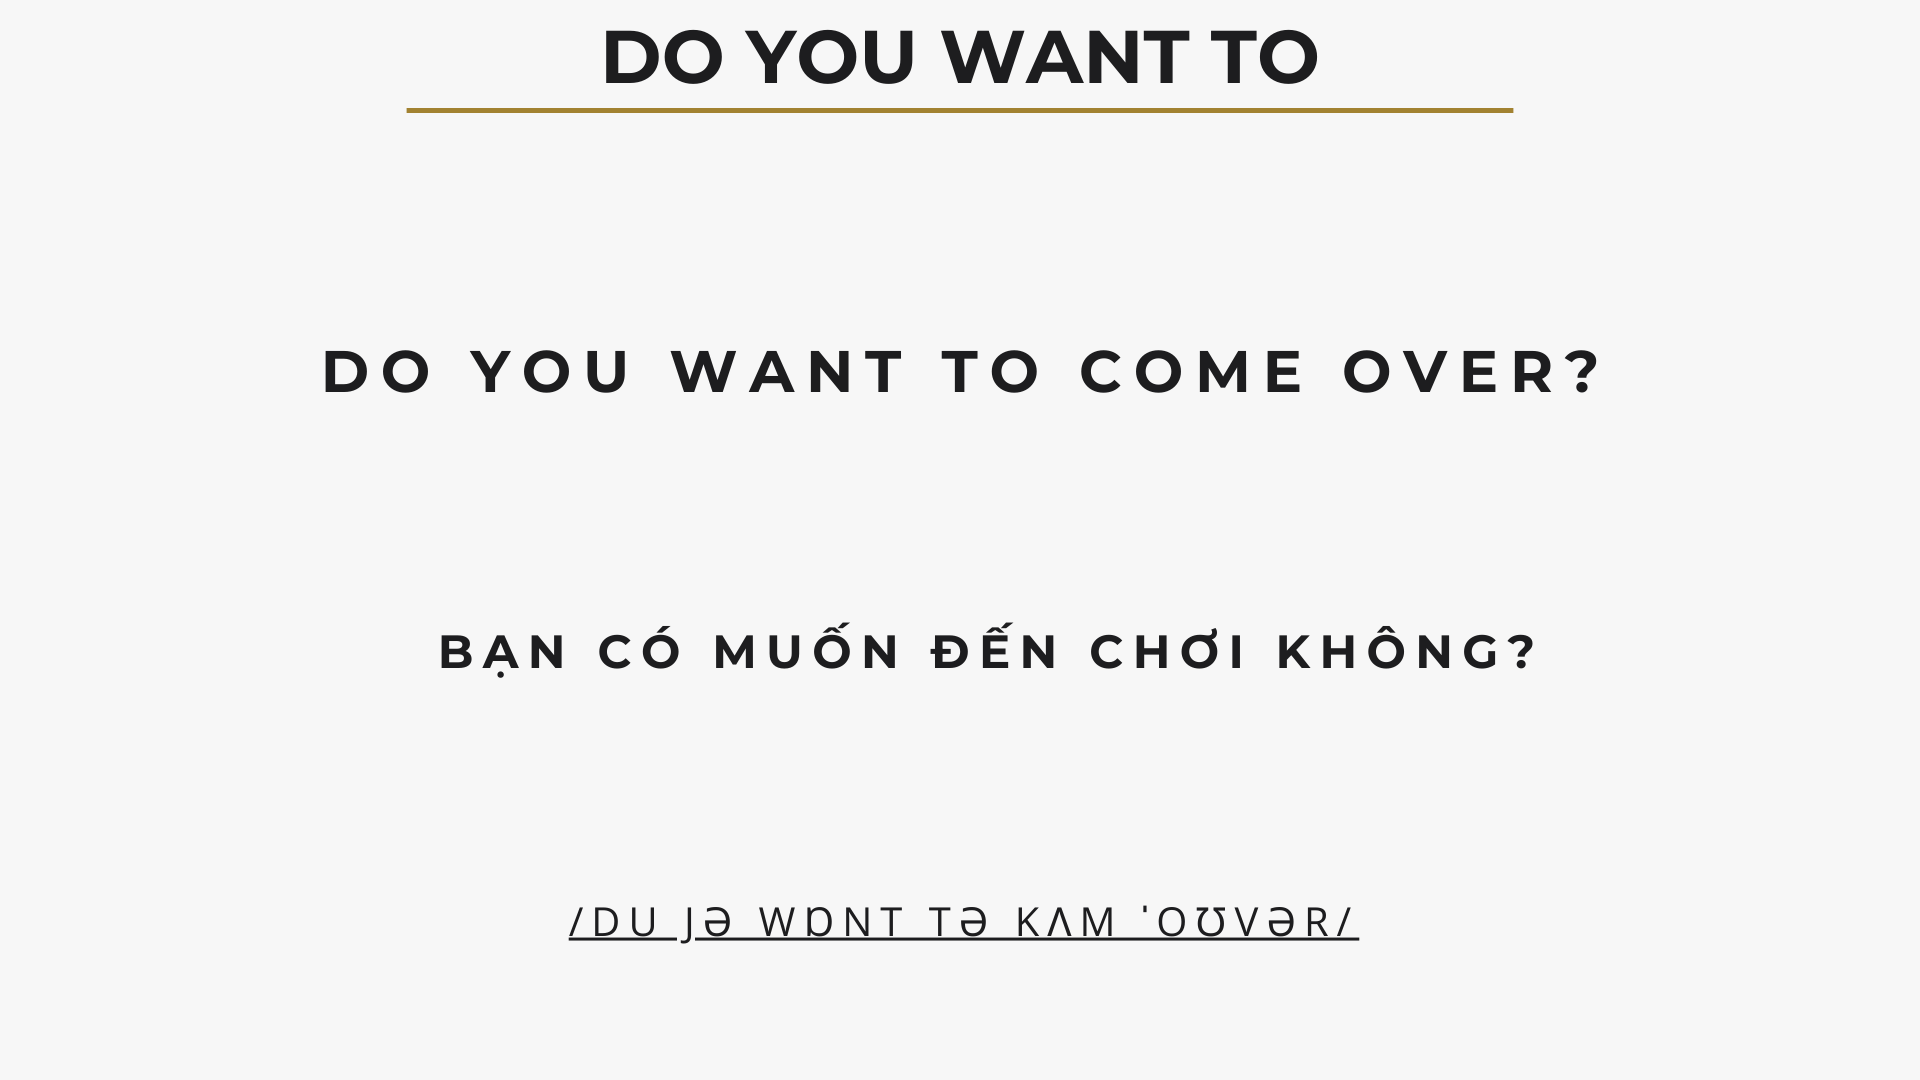 DO YOU WANT TO
DO YOU WANT TO COME OVER?
BẠN CÓ MUỐN ĐẾN CHƠI KHÔNG?
/DU JƏ WⱰNT TƏ KɅM ˈOƱVƏR/